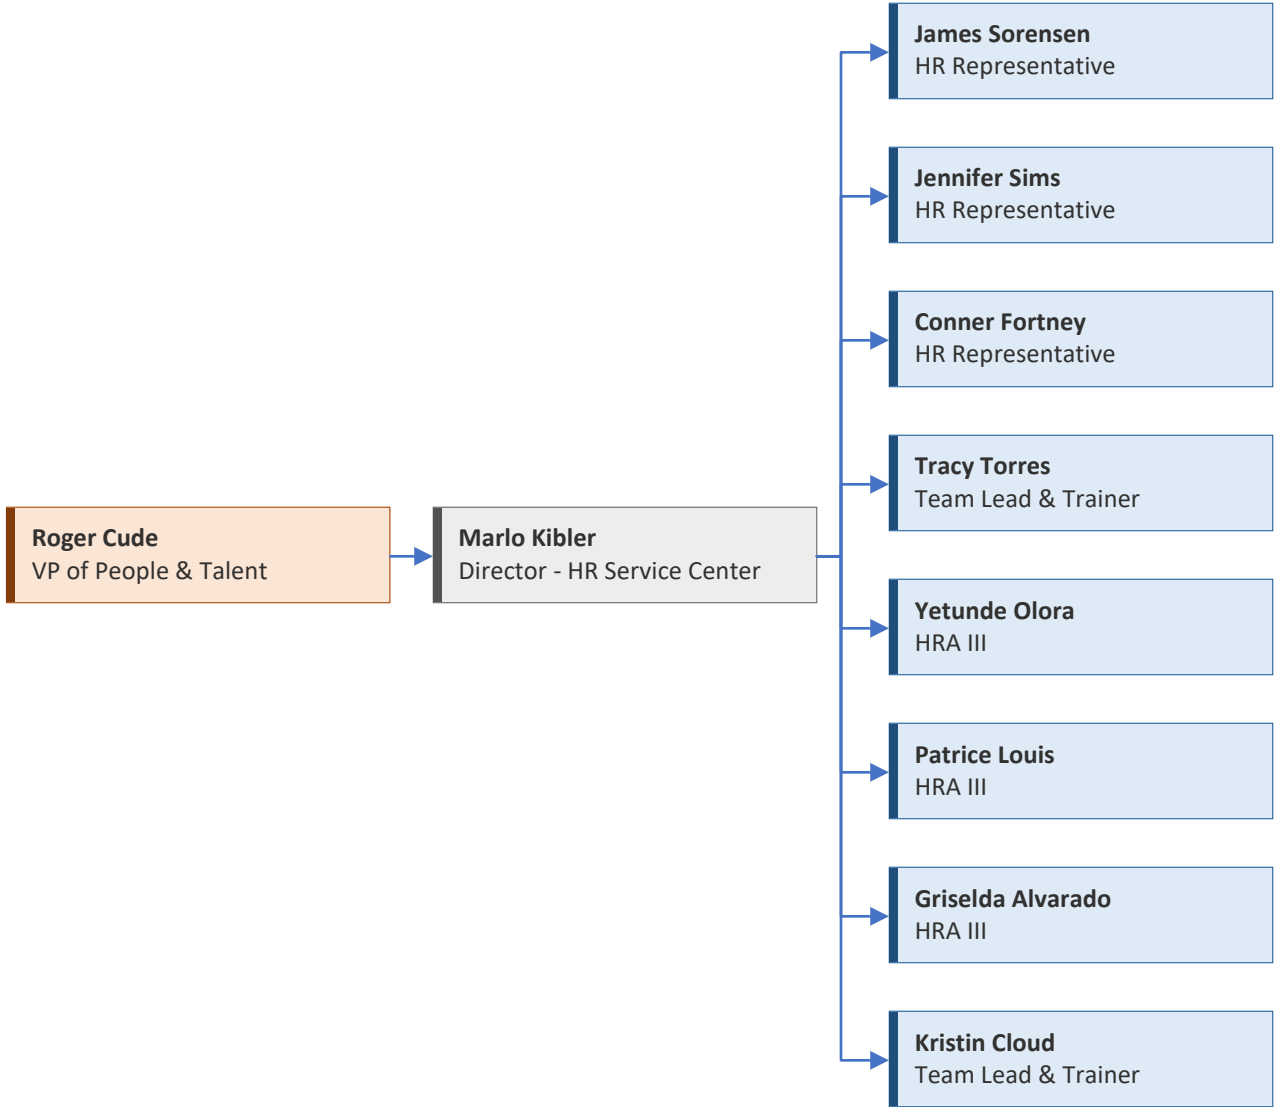 Roger Cude
VP of People & Talent
Marlo Kibler
Director - HR Service Center
James Sorensen
HR Representative
Jennifer Sims
HR Representative
Conner Fortney
HR Representative
Tracy Torres
Team Lead & Trainer
Yetunde Olora
HRA III
Patrice Louis
HRA III
Griselda Alvarado
HRA III
Kristin Cloud
Team Lead & Trainer